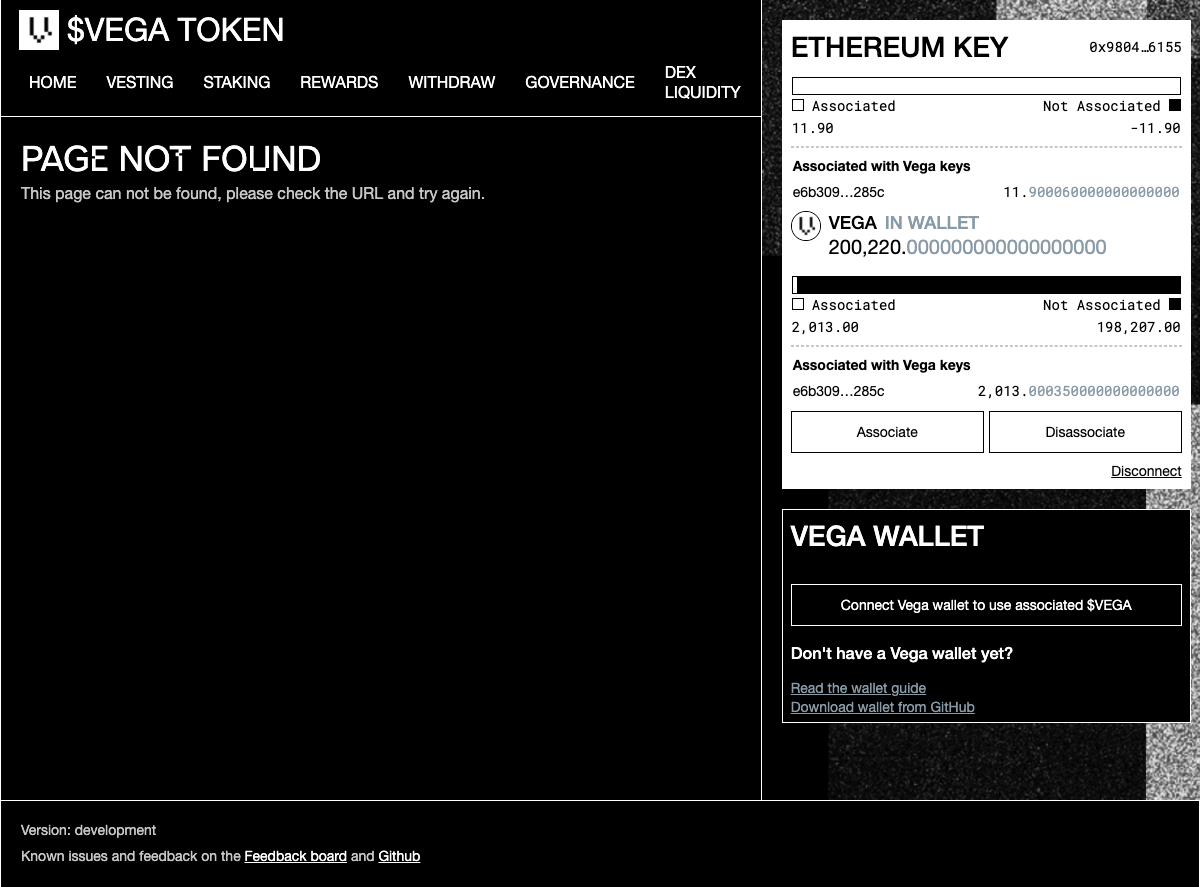 $VEGA TOKEN
HOME VESTING STAKING REWARDS WITHDRAW GOVERNANCE DEX LIQUIDITY
PAGE NOT FOUND
This page can not be found, please check the URL and try again.
ETHEREUM KEY 0x9804…6155
Associated Not Associated
11.90 -11.90
Associated with Vega keys
e6b309…285c 11.900060000000000000
VEGA IN WALLET
200,220.000000000000000000
Associated Not Associated
2,013.00 198,207.00
Associated with Vega keys
e6b309…285c 2,013.000350000000000000
Associate Disassociate
Disconnect
VEGA WALLET
Connect Vega wallet to use associated $VEGA
Don't have a Vega wallet yet?
Read the wallet guide
Download wallet from GitHub
Version: development
Known issues and feedback on the Feedback board and Github